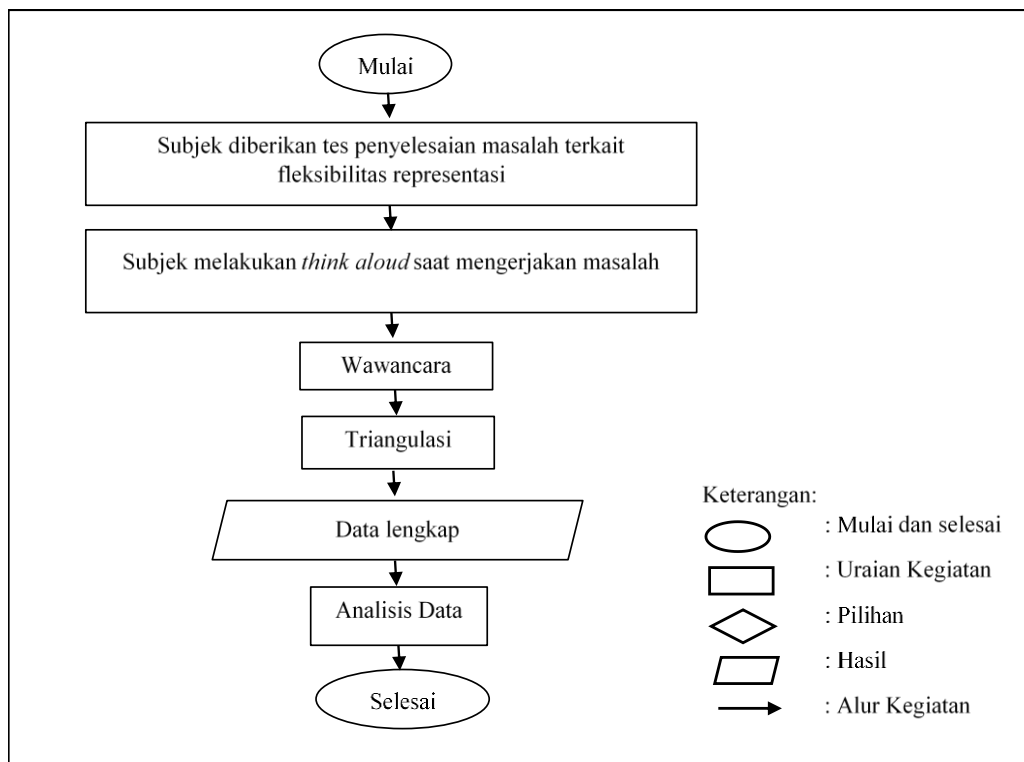 Mulai
Subjek diberikan tes penyelesaian masalah terkait
fleksibilitas representasi
Subjek melakukan think aloud saat mengerjakan masalah
Wawancara
Triangulasi
Data lengkap
Analisis Data
Selesai
Keterangan:
: Mulai dan selesai
: Uraian Kegiatan
: Pilihan
: Hasil
: Alur Kegiatan